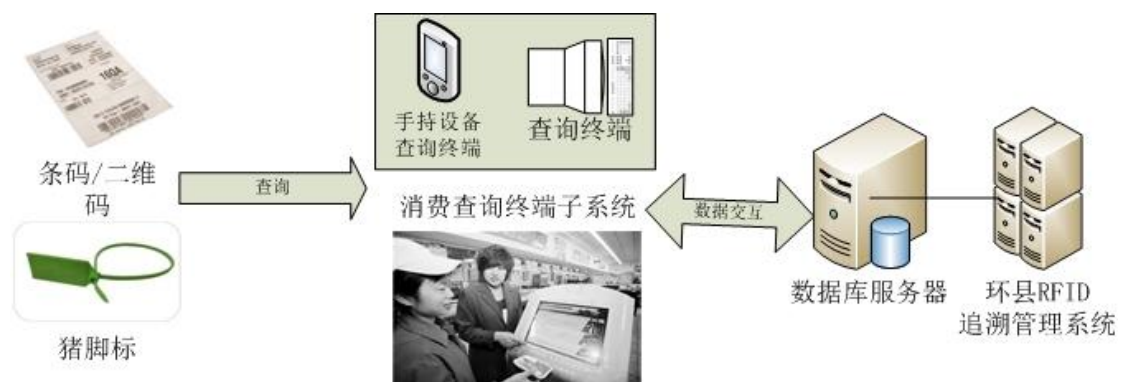 条码/二维
码
猪脚标
查询
手持设备
查询终端
查询终端
消费查询终端子系统
数据交互
数据库服务器
环县RFID
追溯管理系统
160A